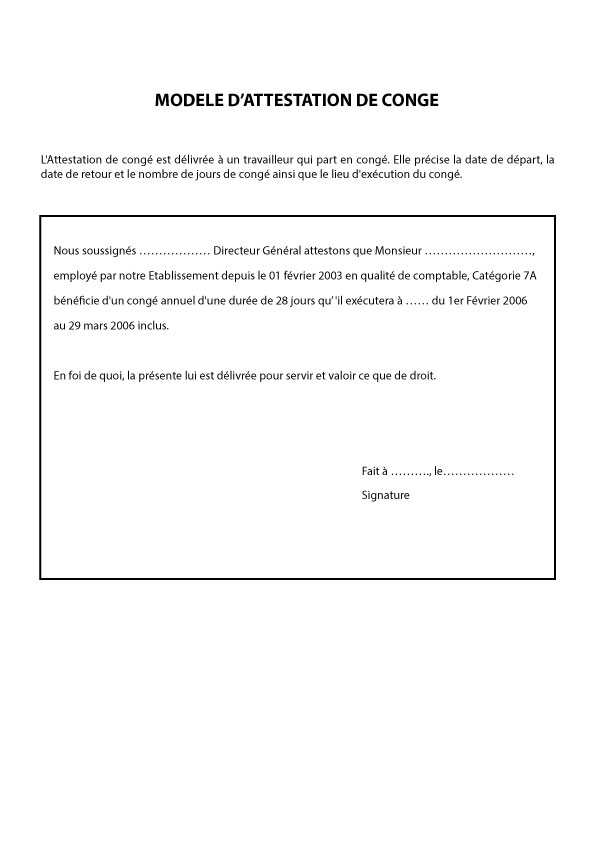 MODELE D’ATTESTATION DE CONGE
L'Attestation de congé est délivrée à un travailleur qui part en congé. Elle précise la date de départ, la
date de retour et le nombre de jours de congé ainsi que le lieu d'exécution du congé.
Nous soussignés ……………… Directeur Général attestons que Monsieur ………………………,
employé par notre Etablissement depuis le 01 février 2003 en qualité de comptable, Catégorie 7A
bénéficie d'un congé annuel d'une durée de 28 jours qu’ 'il exécutera à …… du 1er Février 2006
au 29 mars 2006 inclus.
En foi de quoi, la présente lui est délivrée pour servir et valoir ce que de droit.
Fait à ………., le………………
Signature